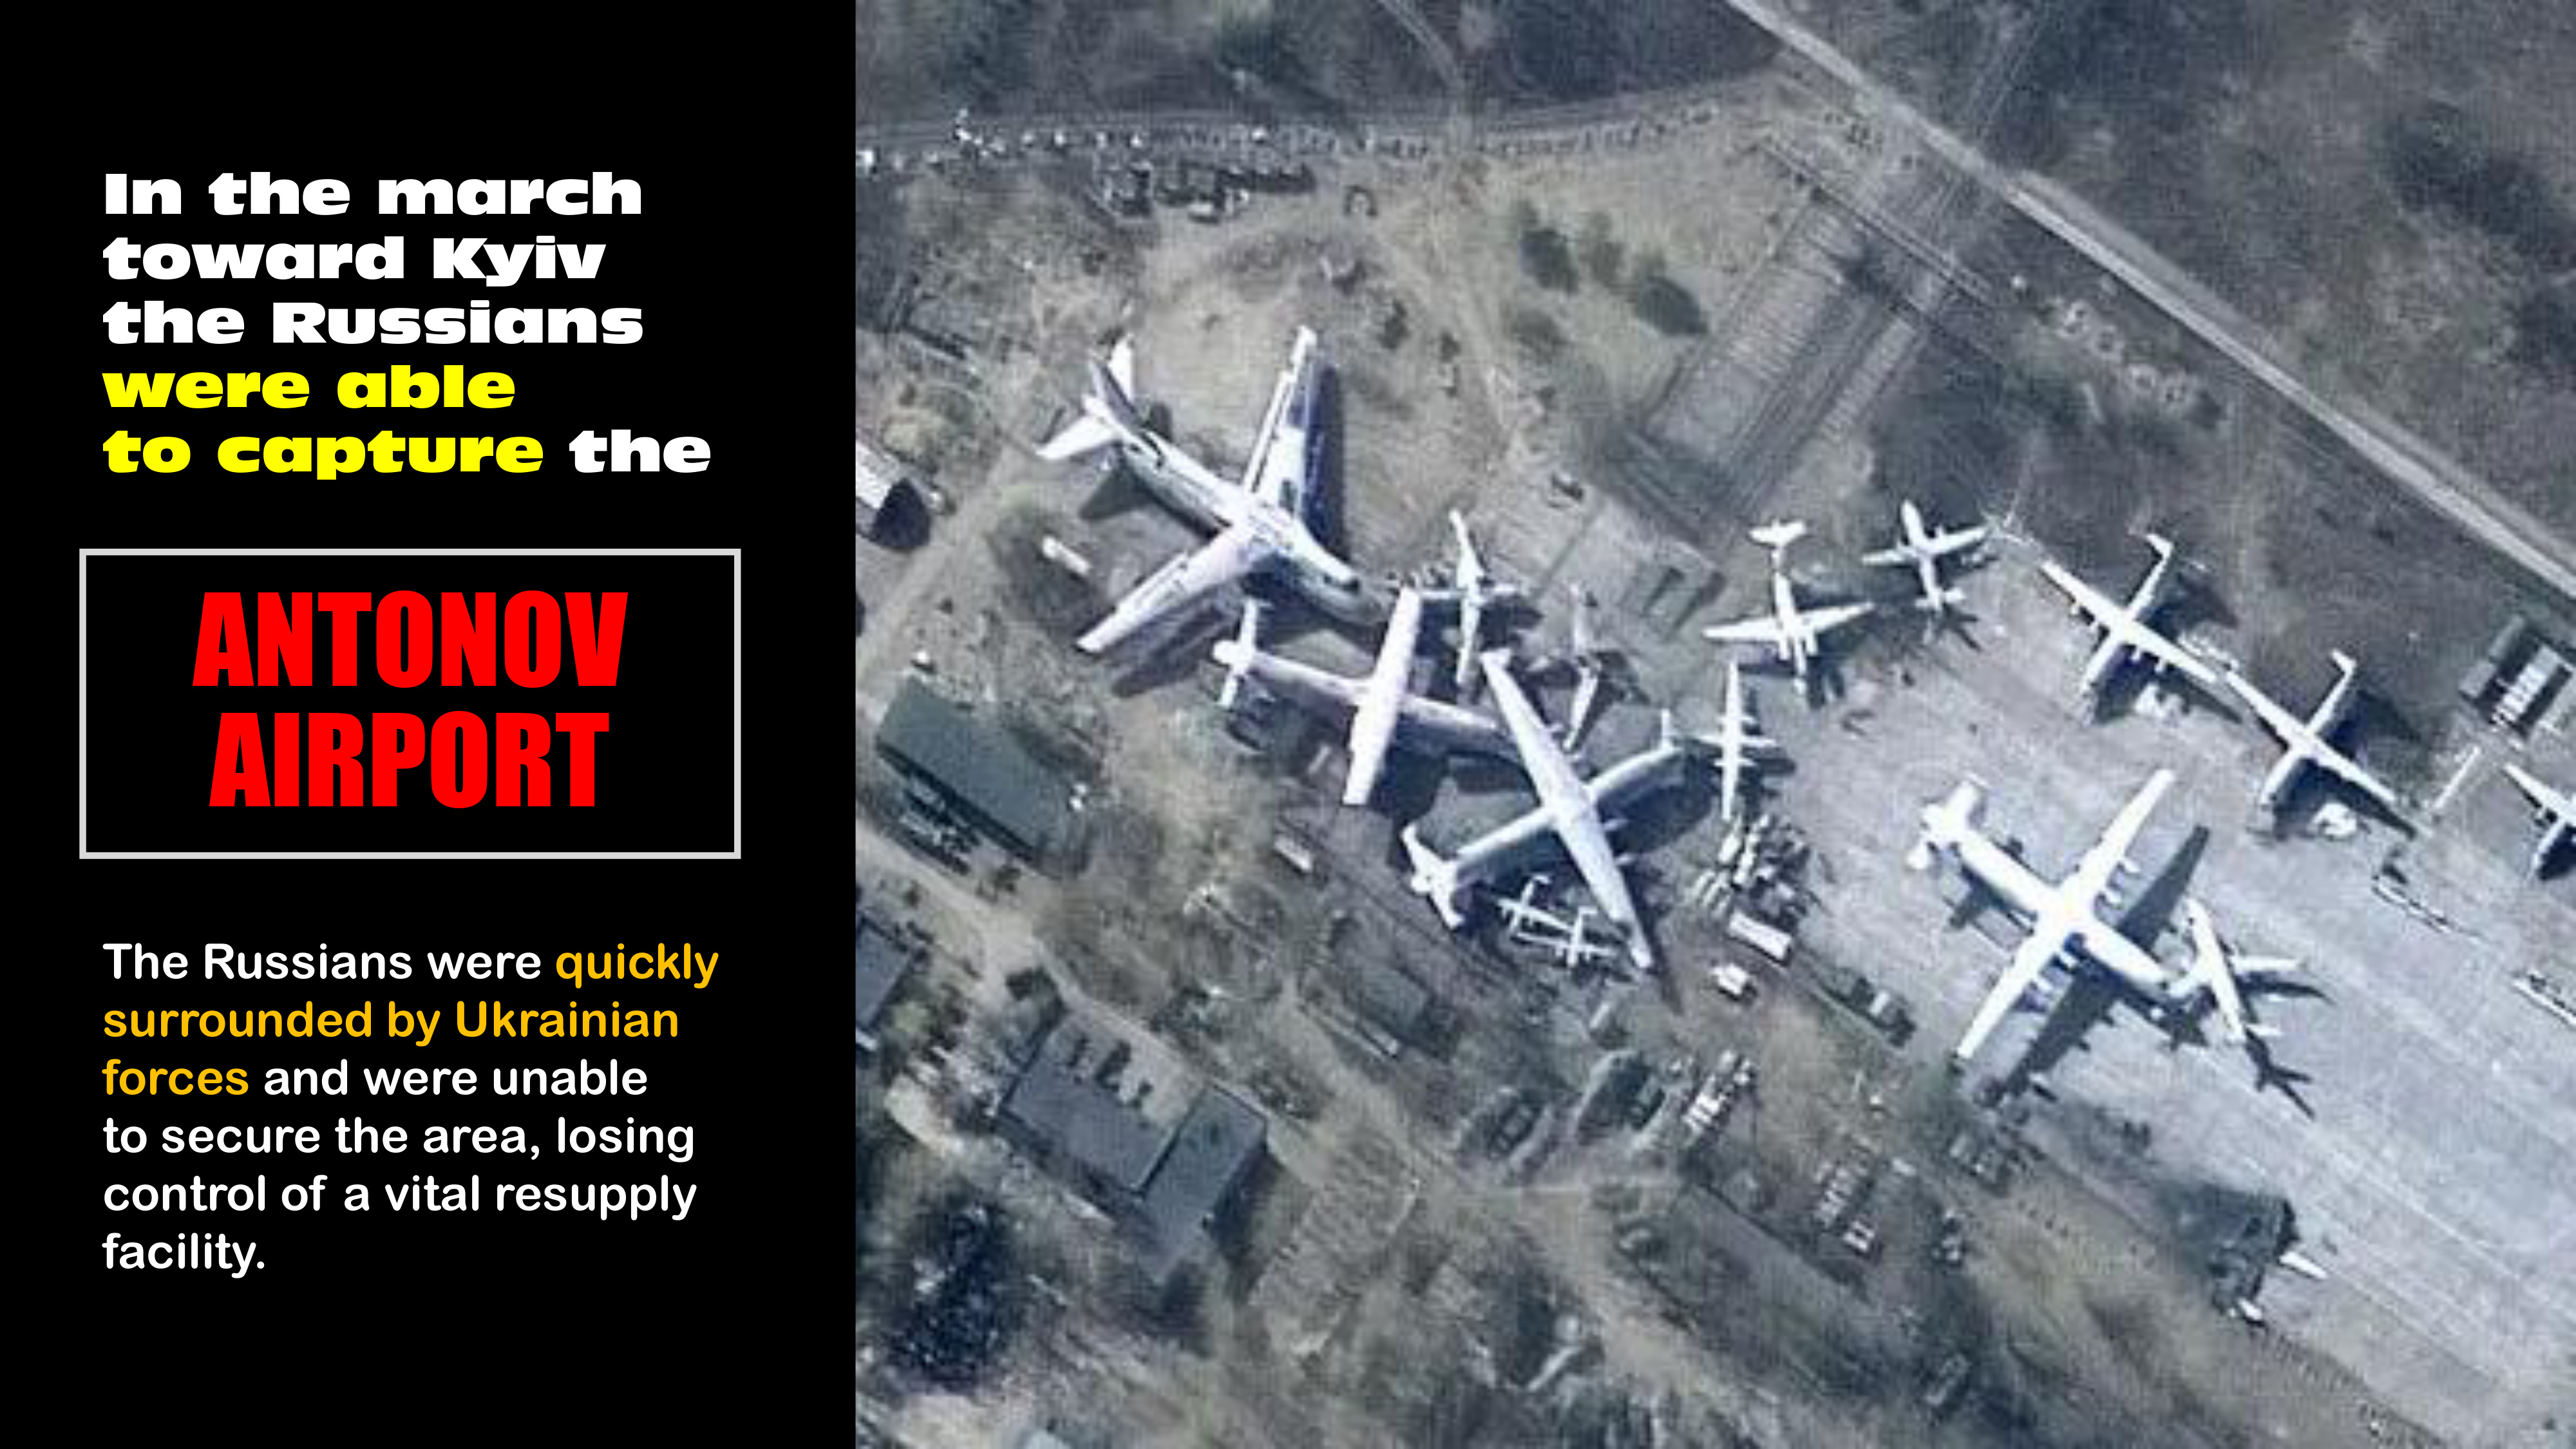 In the march
toward Kyiv
the Russians
were able
to capture the
ANTONOV
AIRPORT
The Russians were quickly
surrounded by Ukrainian
forces and were unable
to secure the area, losing
control of a vital resupply
facility.